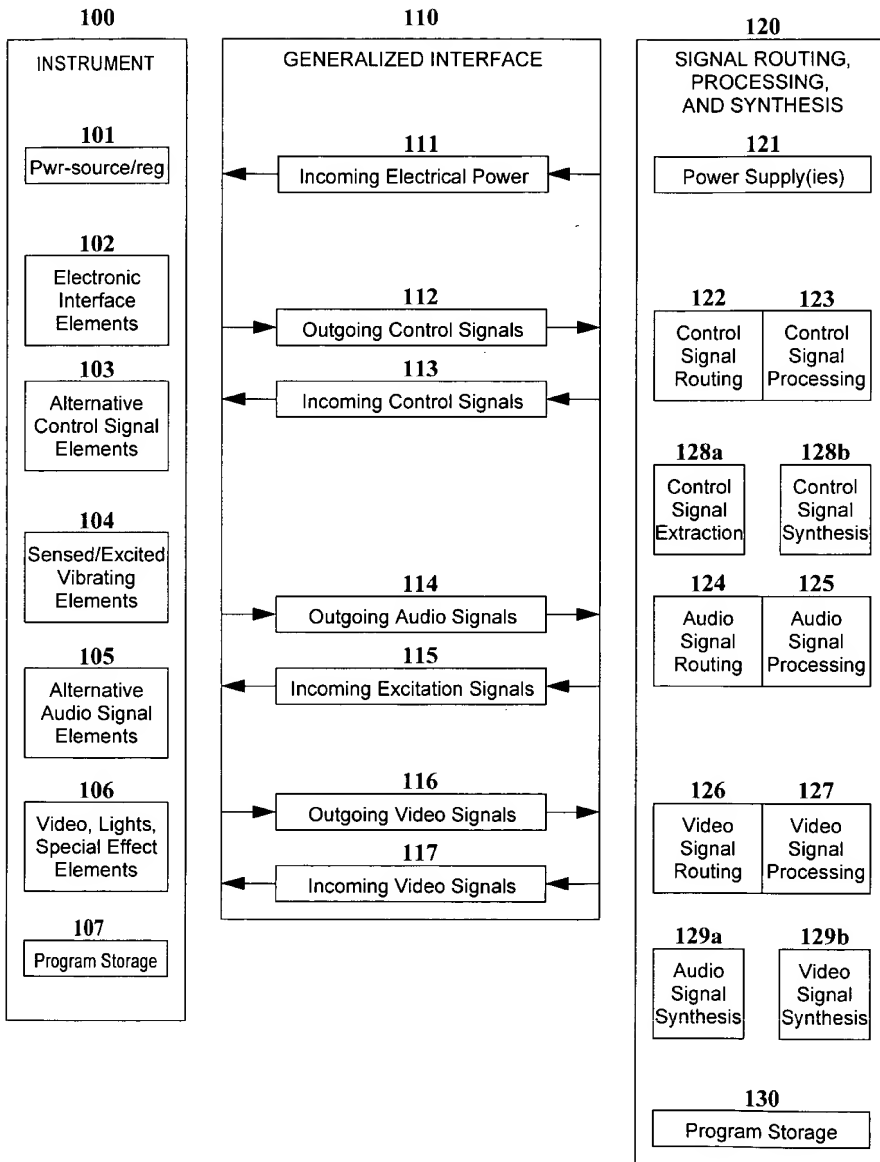 100
INSTRUMENT
101
Pwr-source/reg
102
Electronic
Interface
Elements
103
Alternative
Control Signal
Elements
104
Sensed/Excited
Vibrating
Elements
105
Alternative
Audio Signal
Elements
106
Video, Lights,
Special Effect
Elements
107
Program Storage
110
GENERALIZED INTERFACE
111
Incoming Electrical Power
112
Outgoing Control Signals
113
Incoming Control Signals
114
Outgoing Audio Signals
115
Incoming Excitation Signals
116
Outgoing Video Signals
117
Incoming Video Signals
120
SIGNAL ROUTING,
PROCESSING,
AND SYNTHESIS
121
Power Supply(ies)
122
Control
Signal
Routing
123
Control
Signal
Processing
128a
Control
Signal
Extraction
128b
Control
Signal
Synthesis
124
Audio
Signal
Routing
125
Audio
Signal
Processing
126
Video
Signal
Routing
127
Video
Signal
Processing
129a
Audio
Signal
Synthesis
129b
Video
Signal
Synthesis
130
Program Storage